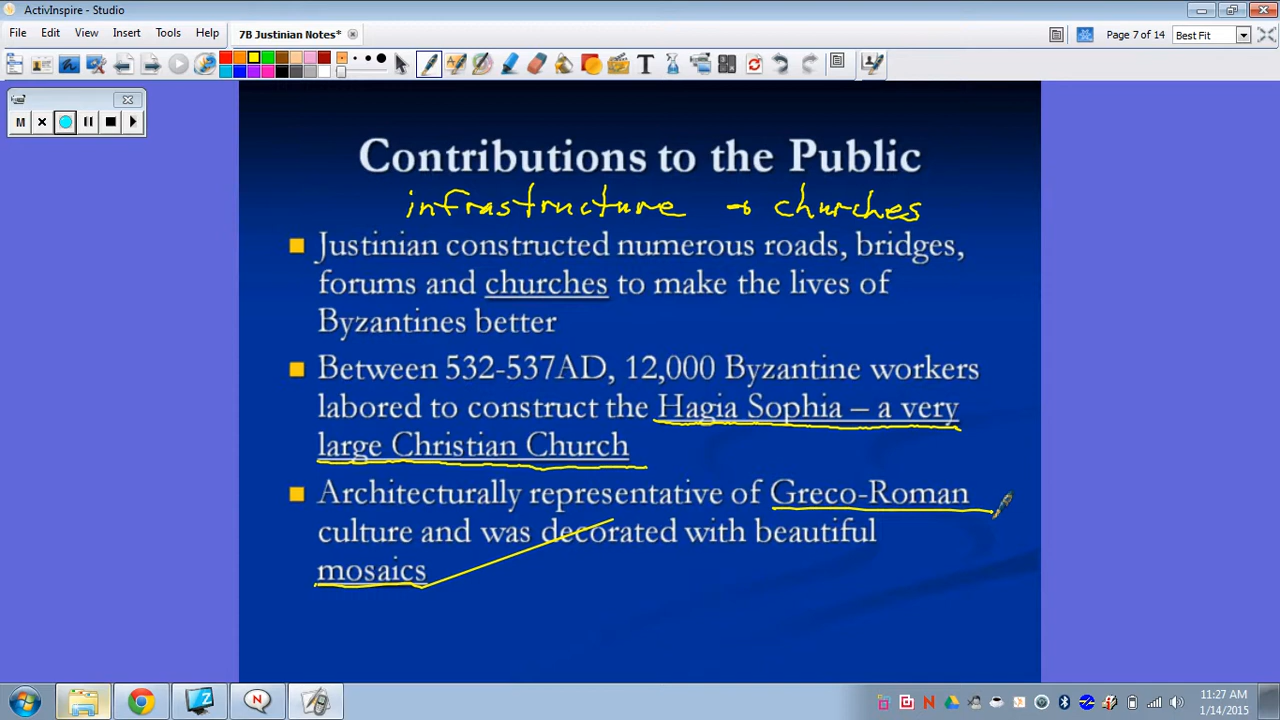 ActivInspire - Studio
File Edit View Insert Tools Help
7B Justinian Notes*
Page 7 of 14
Best Fit
M
Contributions to the Public
infrastructure + churches
Justinian constructed numerous roads, bridges,
forums and churches to make the lives of
Byzantines better
Between 532-537AD, 12,000 Byzantine workers
labored to construct the Hagia Sophia – a very
large Christian Church
Architecturally representative of Greco-Roman
culture and was decorated with beautiful
mosaics
11:27 AM
1/14/2015